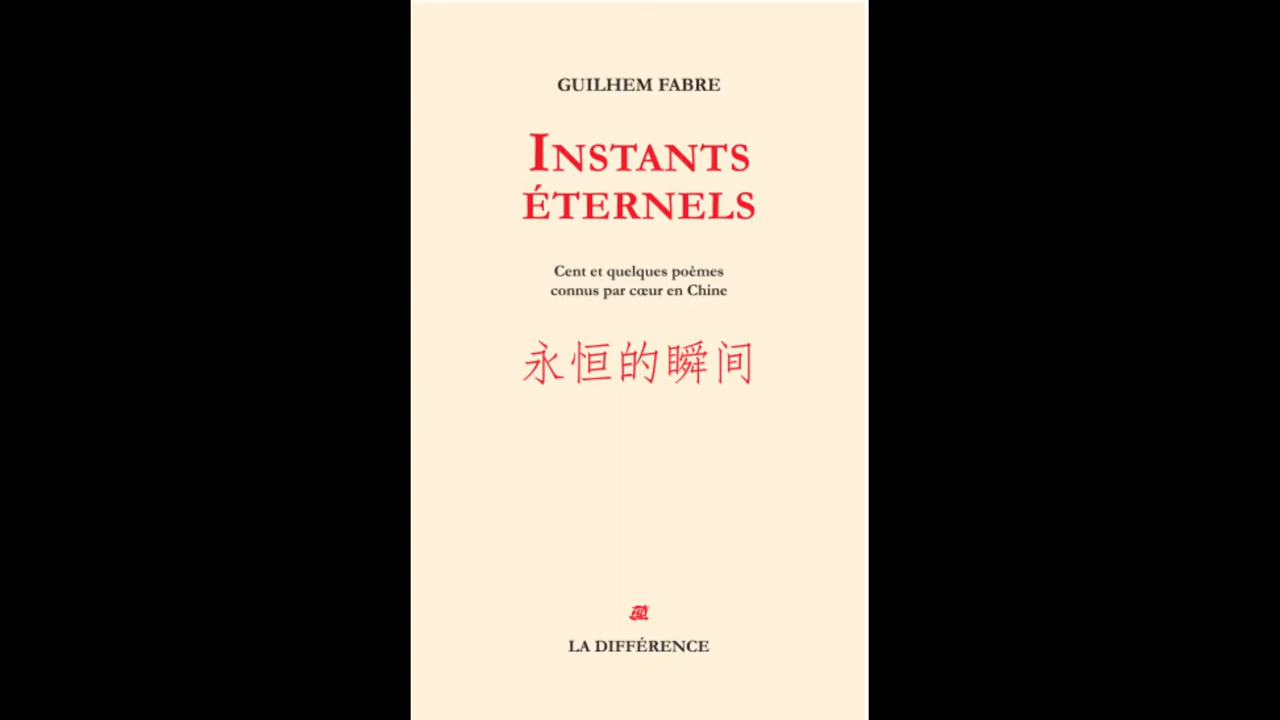 GUILHEM FABRE
INSTANTS
ÉTERNELS
Cent et quelques poèmes
connus par cœur en Chine
永恒的瞬间
LA DIFFÉRENCE